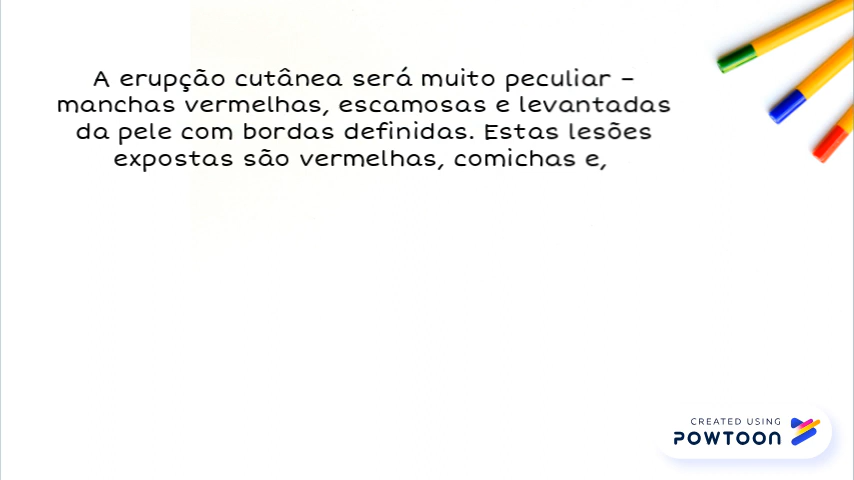 A erupção cutânea será muito peculiar –
manchas vermelhas, escamosas e levantadas
da pele com bordas definidas. Estas lesões
expostas são vermelhas, comichas e,
CREATED USING
POWTOON